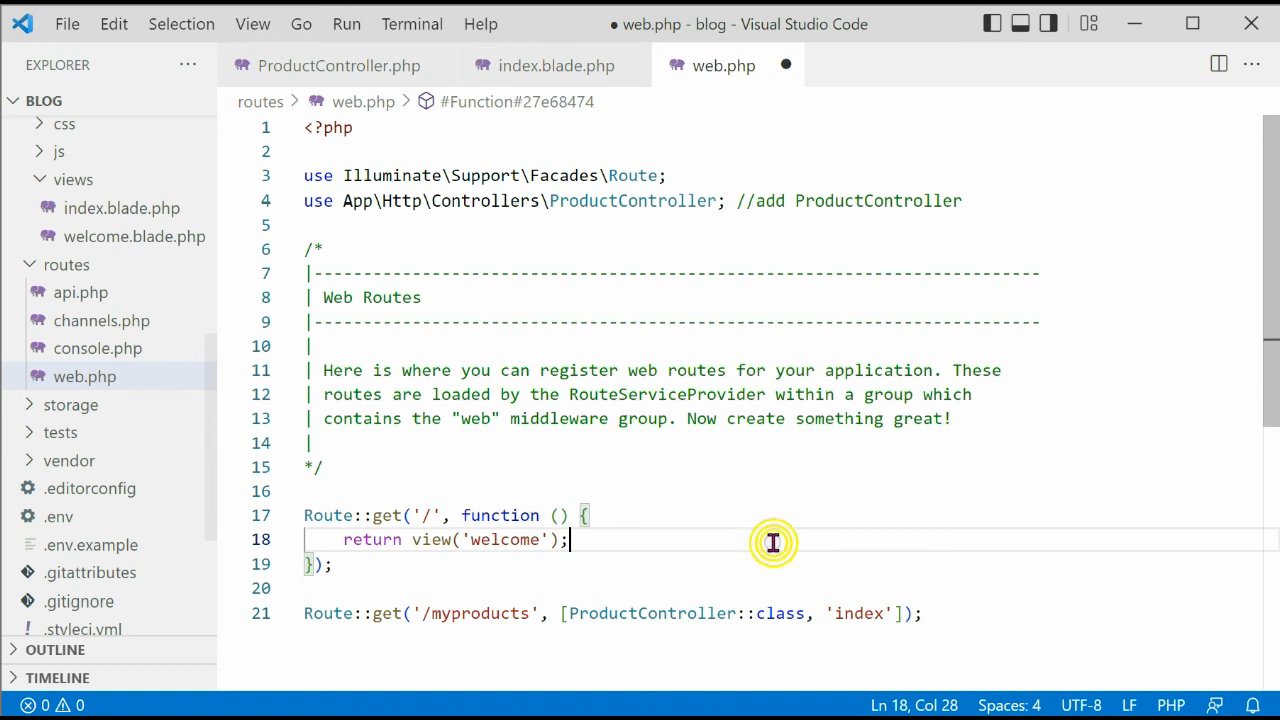 File Edit Selection View Go Run Terminal Help ● web.php - blog - Visual Studio Code
EXPLORER ···
ProductController.php index.blade.php web.php ● ···
BLOG
css
js
views
index.blade.php
welcome.blade.php
routes
api.php
channels.php
console.php
web.php
storage
tests
vendor
.editorconfig
.env
.env.example
.gitattributes
.gitignore
.styleci.yml
OUTLINE
TIMELINE
routes > web.php > #Function#27e68474
1 <?php
2
3 use Illuminate\Support\Facades\Route;
4 use App\Http\Controllers\ProductController; //add ProductController
5
6 /*
7 |--------------------------------------------------------------------------
8 | Web Routes
9 |--------------------------------------------------------------------------
10 |
11 | Here is where you can register web routes for your application. These
12 | routes are loaded by the RouteServiceProvider within a group which
13 | contains the "web" middleware group. Now create something great!
14 |
15 */
16
17 Route::get('/', function () {
18     return view('welcome');
19 });
20
21 Route::get('/myproducts', [ProductController::class, 'index']);
0 0 Ln 18, Col 28 Spaces: 4 UTF-8 LF PHP